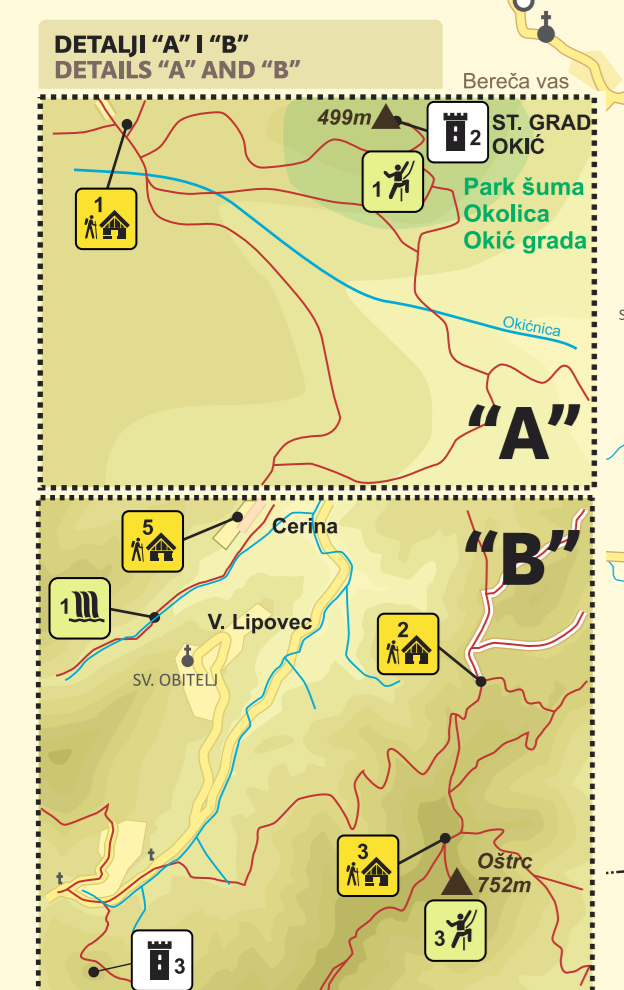 DETALJI “A” I “B”
DETAILS “A” AND “B”
Bereča vas
499m
2
ST. GRAD
OKIĆ
1
Park šuma
Okolica
Okić grada
1
Okićnica
“A”
5
Cerina
“B”
1
V. Lipovec
2
SV. OBITELJ
3
Oštrc
752m
3
3